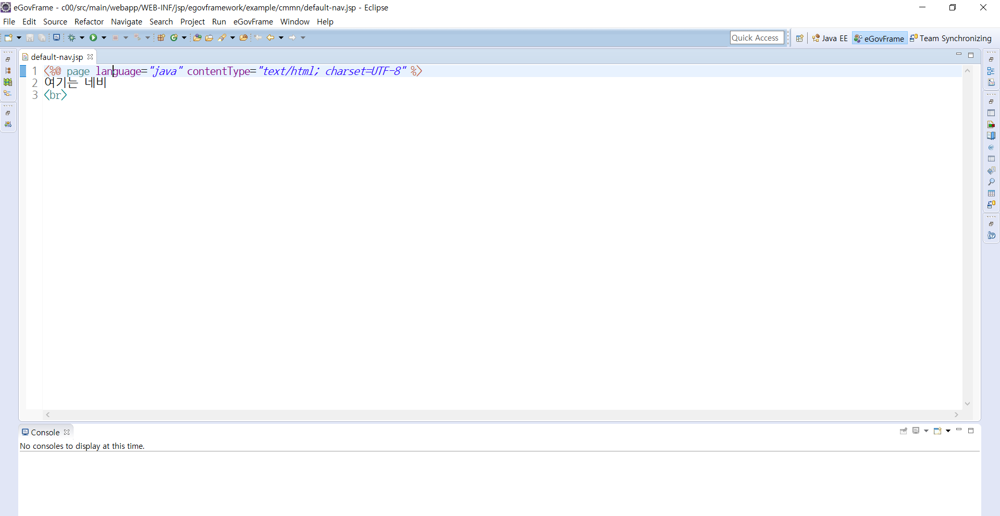 eGovFrame - c00/src/main/webapp/WEB-INF/jsp/egovframework/example/cmmn/default-nav.jsp - Eclipse
File Edit Source Refactor Navigate Search Project Run eGovFrame Window Help
Quick Access Java EE eGovFrame Team Synchronizing
default-nav.jsp
1 <%@ page language="java" contentType="text/html; charset=UTF-8" %>
2 여기는 네비
3 <br>
Console
No consoles to display at this time.